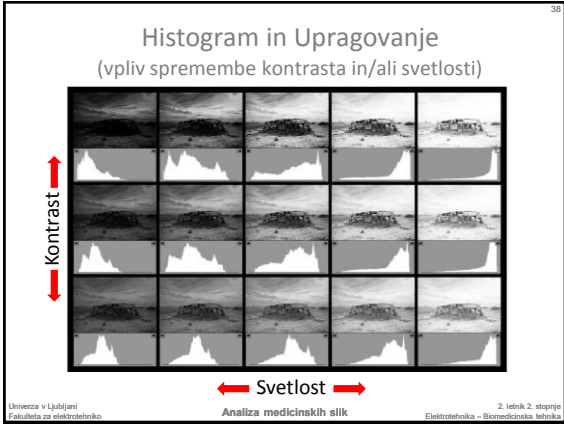 38
Histogram in Upragovanje
(vpliv spremembe kontrasta in/ali svetlosti)
Kontrast
Svetlost
Univerza v Ljubljani
Fakulteta za elektrotehniko
Analiza medicinskih slik
2. letnik 2. stopnje
Elektrotehnika – Biomedicinska tehnika